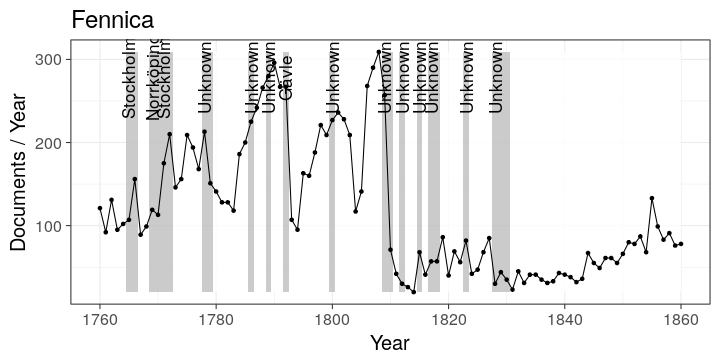 Fennica
Documents / Year
300
200
100
Stockholm
Norrköping
Stockholm
Unknown
Unknown
Unknown
Gävle
Unknown
Unknown
Unknown
Unknown
Unknown
Unknown
Unknown
1760
1780
1800
1820
1840
1860
Year